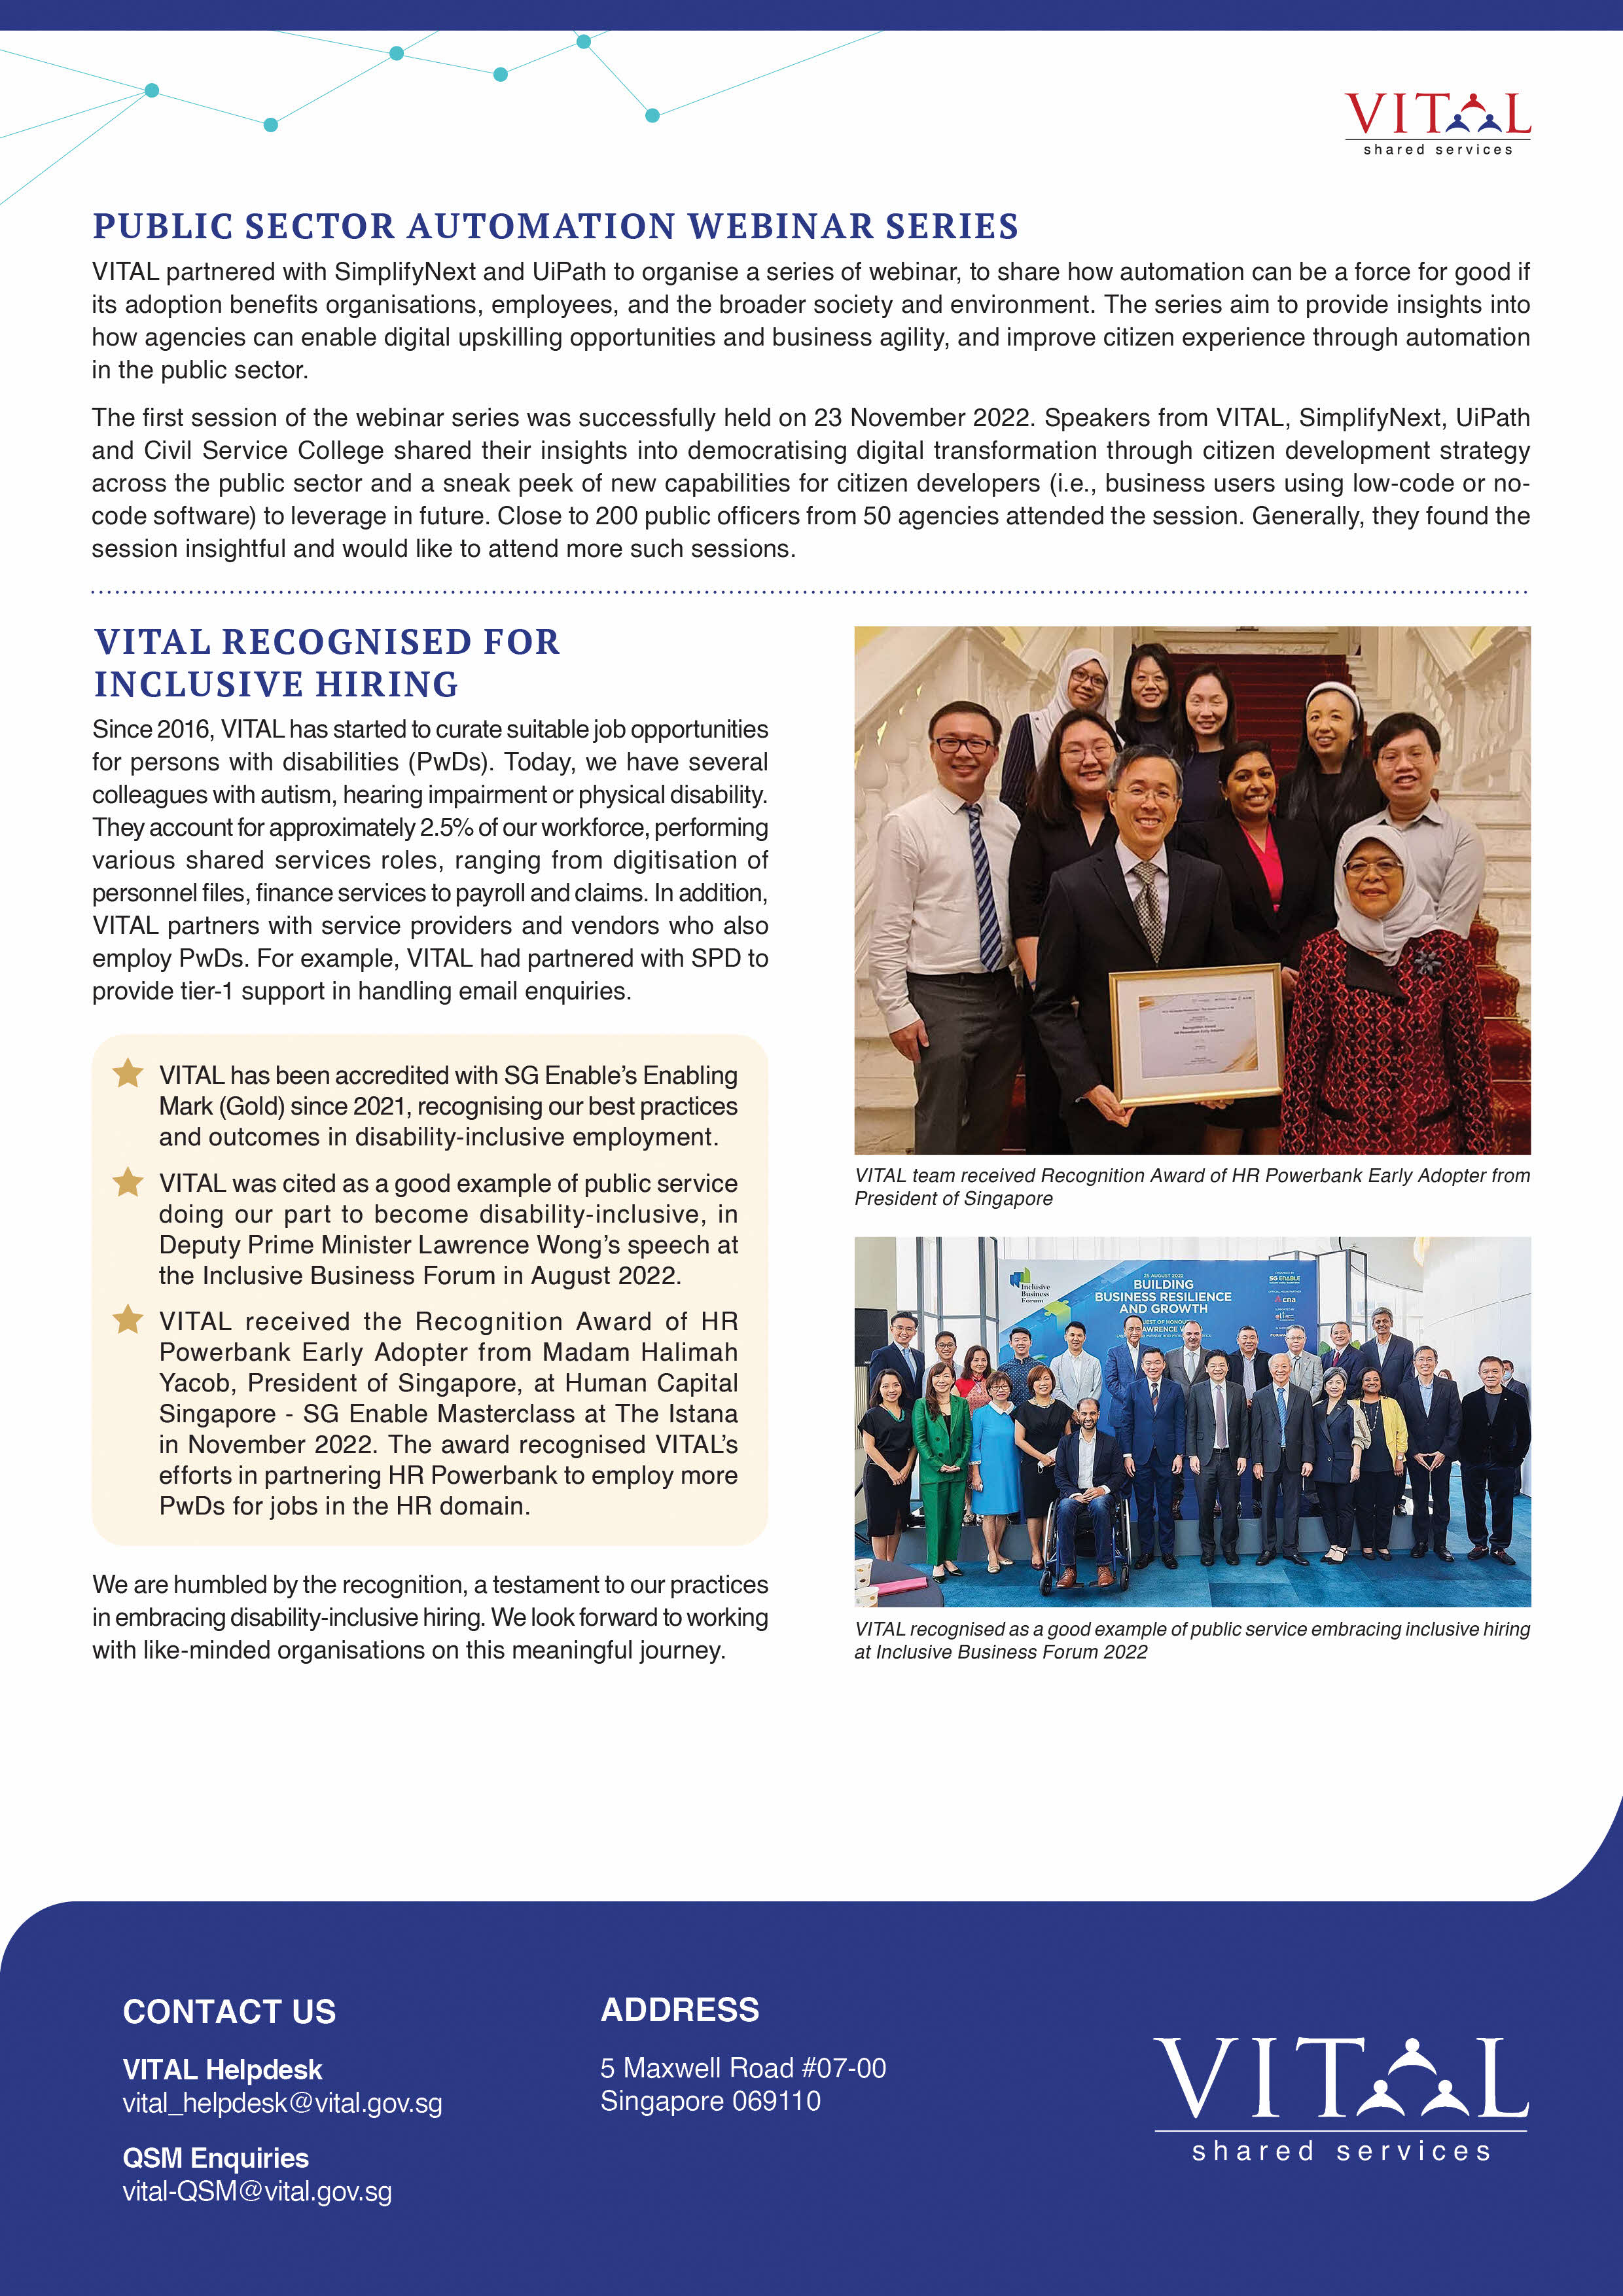 VITAL
shared services
PUBLIC SECTOR AUTOMATION WEBINAR SERIES
VITAL partnered with SimplifyNext and UiPath to organise a series of webinar, to share how automation can be a force for good if
its adoption benefits organisations, employees, and the broader society and environment. The series aim to provide insights into
how agencies can enable digital upskilling opportunities and business agility, and improve citizen experience through automation
in the public sector.
The first session of the webinar series was successfully held on 23 November 2022. Speakers from VITAL, SimplifyNext, UiPath
and Civil Service College shared their insights into democratising digital transformation through citizen development strategy
across the public sector and a sneak peek of new capabilities for citizen developers (i.e., business users using low-code or no-
code software) to leverage in future. Close to 200 public officers from 50 agencies attended the session. Generally, they found the
session insightful and would like to attend more such sessions.
VITAL RECOGNISED FOR
INCLUSIVE HIRING
Since 2016, VITAL has started to curate suitable job opportunities
for persons with disabilities (PwDs). Today, we have several
colleagues with autism, hearing impairment or physical disability.
They account for approximately 2.5% of our workforce, performing
various shared services roles, ranging from digitisation of
personnel files, finance services to payroll and claims. In addition,
VITAL partners with service providers and vendors who also
employ PwDs. For example, VITAL had partnered with SPD to
provide tier-1 support in handling email enquiries.
VITAL has been accredited with SG Enable's Enabling
Mark (Gold) since 2021, recognising our best practices
and outcomes in disability-inclusive employment.
VITAL was cited as a good example of public service
doing our part to become disability-inclusive, in
Deputy Prime Minister Lawrence Wong's speech at
the Inclusive Business Forum in August 2022.
VITAL received the Recognition Award of HR
Powerbank Early Adopter from Madam Halimah
Yacob, President of Singapore, at Human Capital
Singapore - SG Enable Masterclass at The Istana
in November 2022. The award recognised VITAL's
efforts in partnering HR Powerbank to employ more
PwDs for jobs in the HR domain.
We are humbled by the recognition, a testament to our practices
in embracing disability-inclusive hiring. We look forward to working
with like-minded organisations on this meaningful journey.
Recognition Award
HR Powerbank Early Adopter
VITAL team received Recognition Award of HR Powerbank Early Adopter from
President of Singapore
Inclusive
Business
Forum
25 AUGUST 2022
BUILDING
BUSINESS RESILIENCE
AND GROWTH
SG ENABLE
cna
VITAL recognised as a good example of public service embracing inclusive hiring
at Inclusive Business Forum 2022
CONTACT US
VITAL Helpdesk
vital_helpdesk@vital.gov.sg
QSM Enquiries
vital-QSM@vital.gov.sg
ADDRESS
5 Maxwell Road #07-00
Singapore 069110
VITAL
shared services